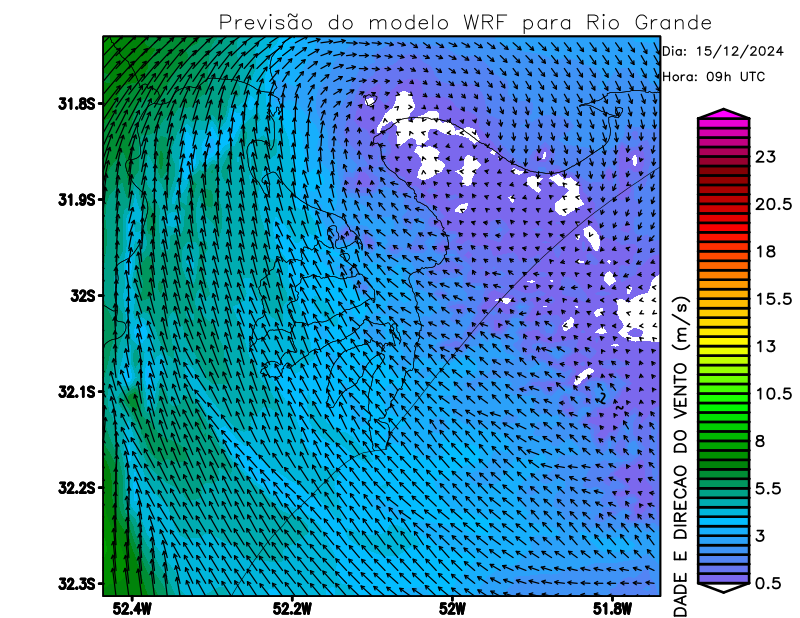 Previsão do modelo WRF para Rio Grande
Dia: 15/12/2024
Hora: 09h UTC
31.8S
31.9S
32S
32.1S
32.2S
32.3S
52.4W
52.2W
52W
51.8W
DADE E DIRECAO DO VENTO (m/s)
23
20.5
18
15.5
13
10.5
8
5.5
3
0.5